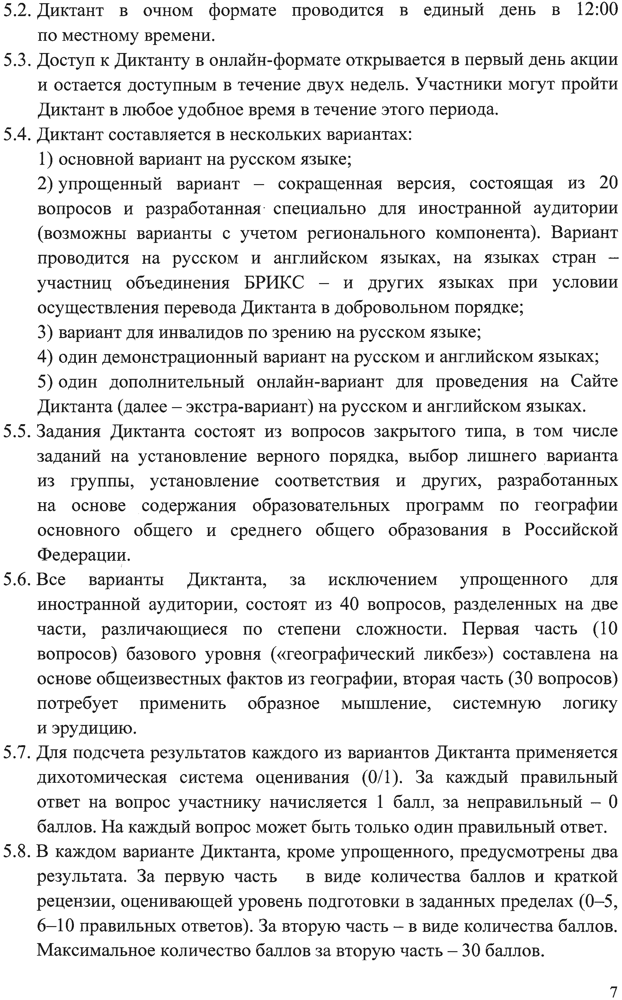 5.2. Диктант в очном формате проводится в единый день в 12:00
по местному времени.
5.3. Доступ к Диктанту в онлайн-формате открывается в первый день акции
и остается доступным в течение двух недель. Участники могут пройти
Диктант в любое удобное время в течение этого периода.
5.4. Диктант составляется в нескольких вариантах:
1) основной вариант на русском языке;
2) упрощенный вариант – сокращенная версия, состоящая из 20
вопросов и разработанная специально для иностранной аудитории
(возможны варианты с учетом регионального компонента). Вариант
проводится на русском и английском языках, на языках стран –
участниц объединения БРИКС – и других языках при условии
осуществления перевода Диктанта в добровольном порядке;
3) вариант для инвалидов по зрению на русском языке;
4) один демонстрационный вариант на русском и английском языках;
5) один дополнительный онлайн-вариант для проведения на Сайте
Диктанта (далее – экстра-вариант) на русском и английском языках.
5.5. Задания Диктанта состоят из вопросов закрытого типа, в том числе
заданий на установление верного порядка, выбор лишнего варианта
из группы, установление соответствия и других, разработанных
на основе содержания образовательных программ по географии
основного общего и среднего общего образования в Российской
Федерации.
5.6. Все варианты Диктанта, за исключением упрощенного для
иностранной аудитории, состоят из 40 вопросов, разделенных на две
части, различающиеся по степени сложности. Первая часть (10
вопросов) базового уровня («географический ликбез») составлена на
основе общеизвестных фактов из географии, вторая часть (30 вопросов)
потребует применить образное мышление, системную логику
и эрудицию.
5.7. Для подсчета результатов каждого из вариантов Диктанта применяется
дихотомическая система оценивания (0/1). За каждый правильный
ответ на вопрос участнику начисляется 1 балл, за неправильный – 0
баллов. На каждый вопрос может быть только один правильный ответ.
5.8. В каждом варианте Диктанта, кроме упрощенного, предусмотрены два
результата. За первую часть в виде количества баллов и краткой
рецензии, оценивающей уровень подготовки в заданных пределах (0–5,
6–10 правильных ответов). За вторую часть – в виде количества баллов.
Максимальное количество баллов за вторую часть – 30 баллов.
7